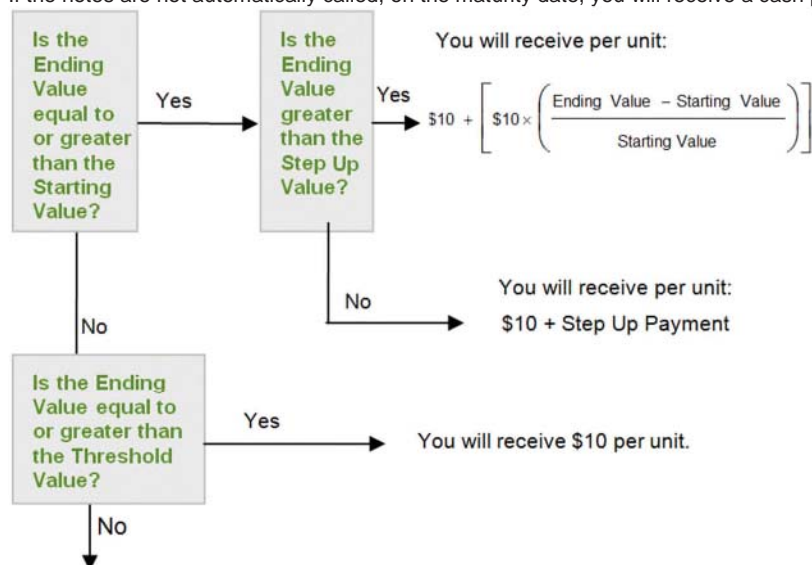 If the notes are not automatically called, on the maturity date, you will receive a cash
Is the
Ending
Value
equal to
or greater
than the
Starting
Value?
Yes
Is the
Ending
Value
greater
than the
Step Up
Value?
Yes
You will receive per unit:
$10 + [ $10 × ( Ending Value – Starting Value
Starting Value ) ]
No
You will receive per unit:
$10 + Step Up Payment
No
Is the Ending
Value equal to
or greater than
the Threshold
Value?
Yes
You will receive $10 per unit.
No